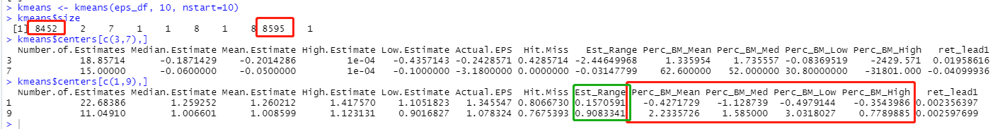 > kmeans <- kmeans(eps_df, 10, nstart=10)
> kmeans$size
[1] 8452 2 7 1 1 8 1 8 8595 1
> kmeans$centers[c(3,7),]
Number.of.Estimates Median.Estimate Mean.Estimate High.Estimate Low.Estimate Actual.EPS Hit.Miss Est_Range Perc_BM_Mean Perc_BM_Med Perc_BM_Low Perc_BM_High ret_lead1
3 18.85714 -0.1871429 -0.2014286 1e-04 -0.4357143 -0.2428571 0.4285714 -2.44649968 1.335954 1.735557 -0.08369519 -2429.571 0.01958616
7 15.00000 -0.0600000 -0.0500000 1e-04 -0.1000000 -3.1800000 0.0000000 -0.03147799 62.600000 52.000000 30.80000000 -31801.000 -0.04099936
> kmeans$centers[c(1,9),]
Number.of.Estimates Median.Estimate Mean.Estimate High.Estimate Low.Estimate Actual.EPS Hit.Miss Est_Range Perc_BM_Mean Perc_BM_Med Perc_BM_Low Perc_BM_High ret_lead1
1 22.68386 1.259252 1.260212 1.417570 1.1051823 1.345547 0.8066730 0.1570591 -0.4271729 -1.128739 -0.4979144 -0.3543986 0.002356397
9 11.04910 1.006601 1.008599 1.123131 0.9016827 1.078324 0.7675393 0.9083341 2.2335726 1.585000 3.0318027 0.7789885 0.002597699
>